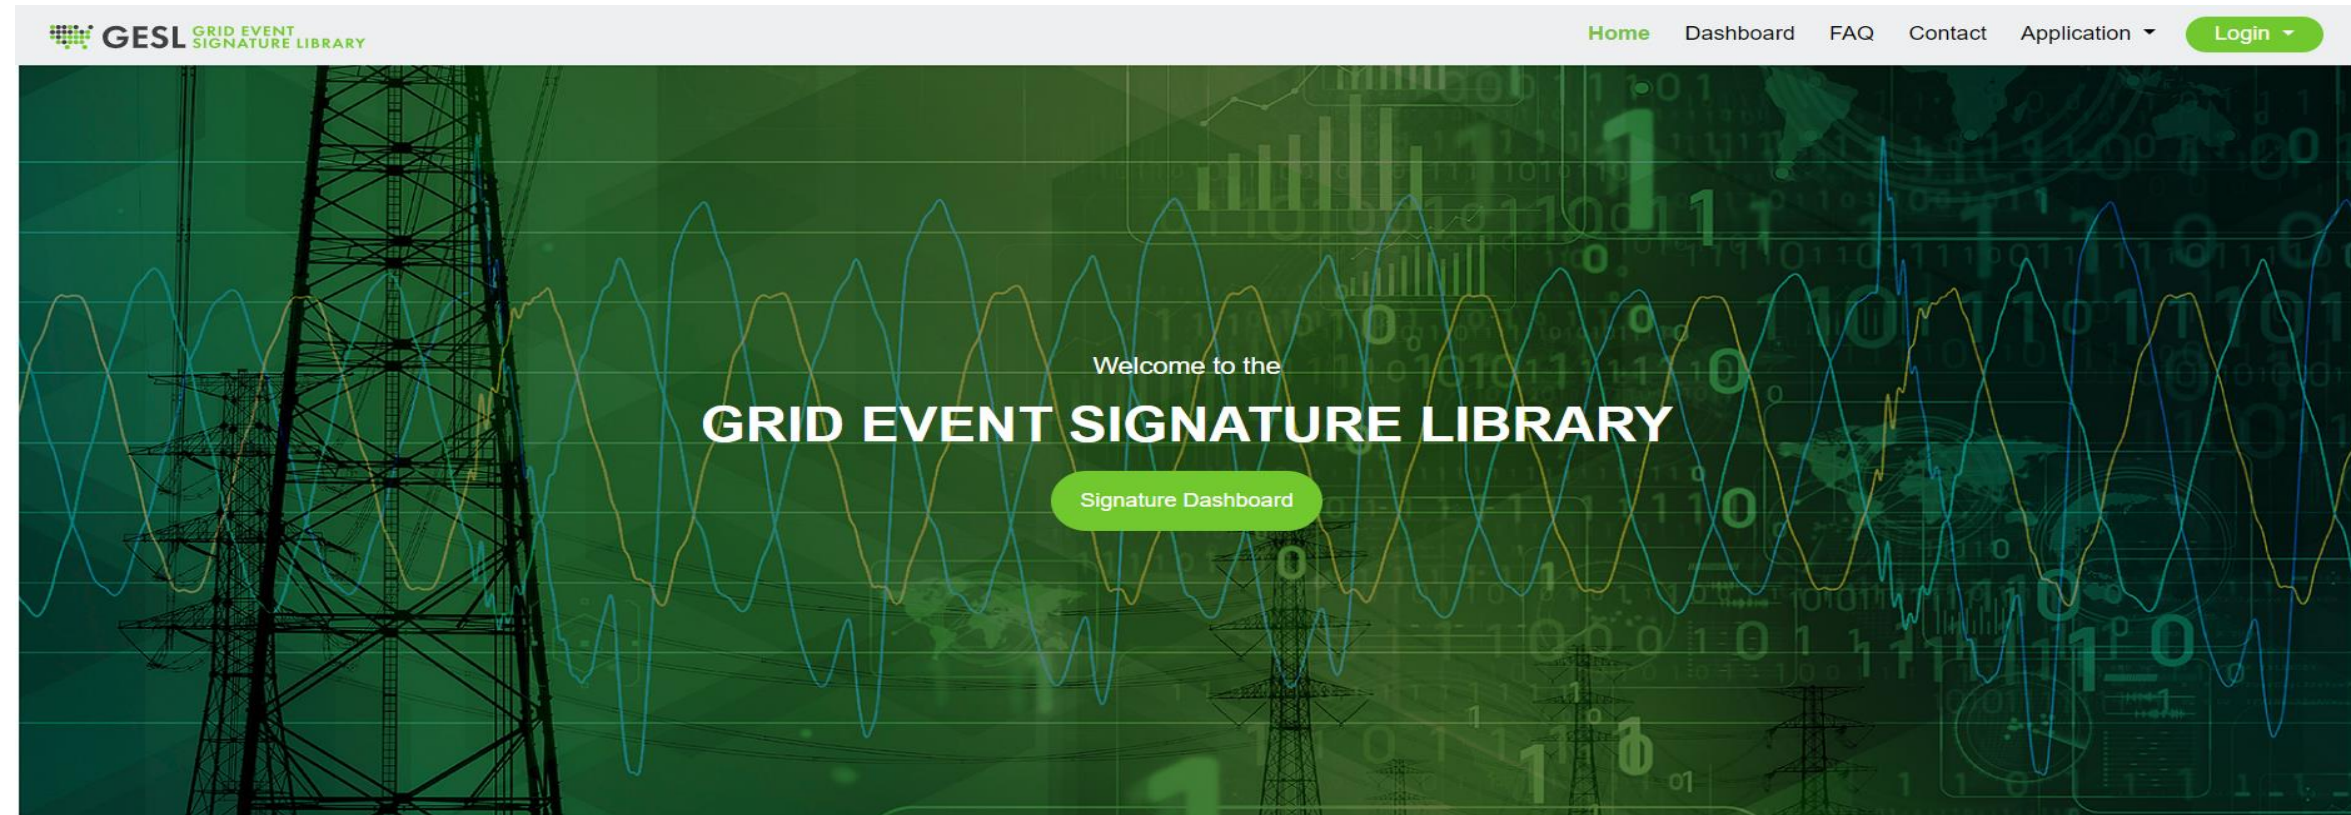 GESL GRID EVENT
SIGNATURE LIBRARY
Home Dashboard FAQ Contact Application Login
Welcome to the
GRID EVENT SIGNATURE LIBRARY
Signature Dashboard